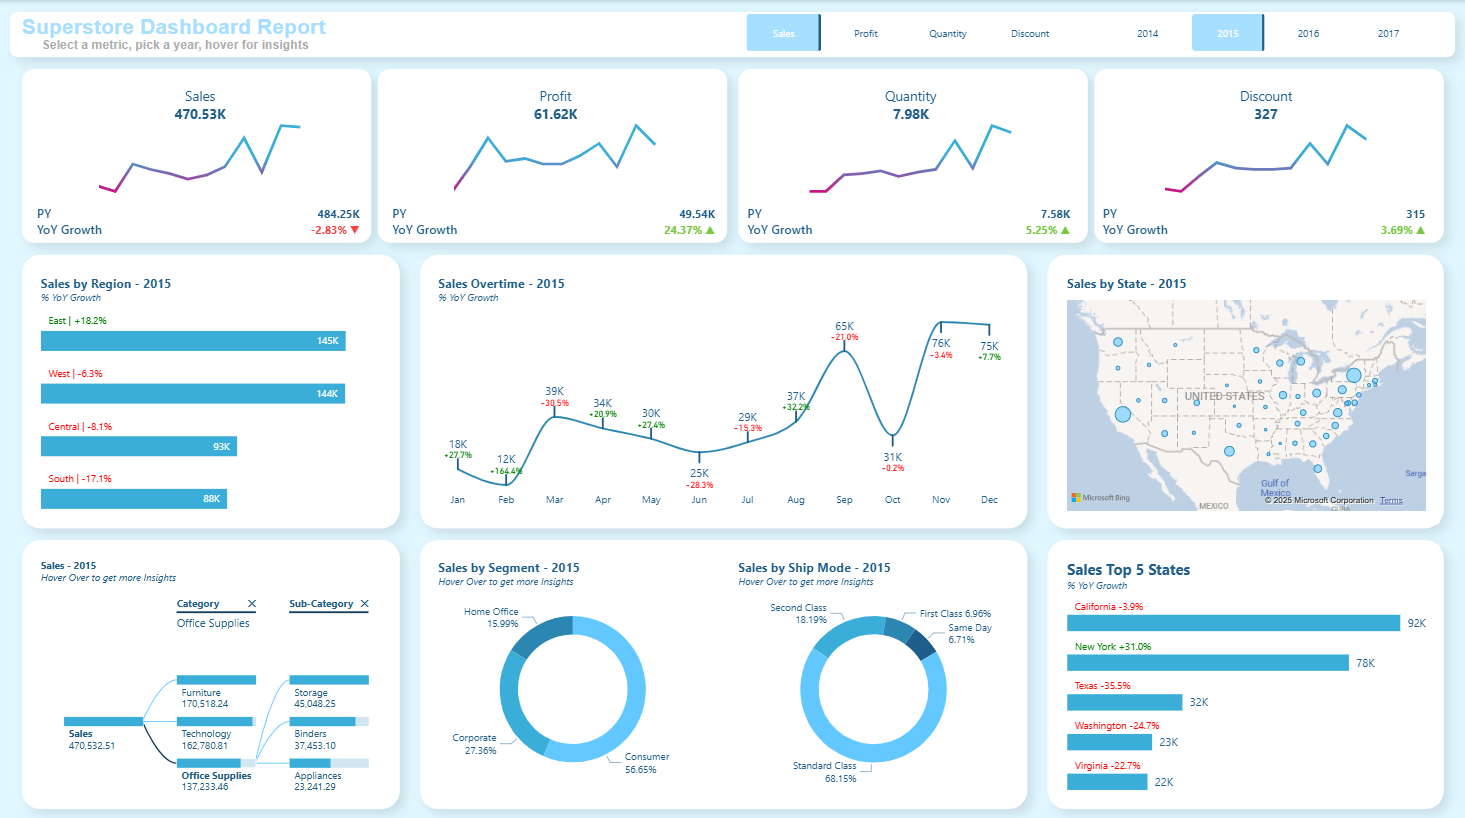 Superstore Dashboard Report
Select a metric, pick a year, hover for insights
Sales
Profit
Quantity
Discount
2014
2015
2016
2017
Sales
470.53K
PY 484.25K
YoY Growth -2.83% ▼
Profit
61.62K
PY 49.54K
YoY Growth 24.37% ▲
Quantity
7.98K
PY 7.58K
YoY Growth 5.25% ▲
Discount
327
PY 315
YoY Growth 3.69% ▲
Sales by Region - 2015
% YoY Growth
East | +18.2%
145K
West | -6.3%
144K
Central | -8.1%
93K
South | -17.1%
88K
Sales Overtime - 2015
% YoY Growth
18K
+27.7%
12K
+164.4%
39K
-30.5%
34K
+20.9%
30K
+27.4%
25K
-28.3%
29K
-15.3%
37K
+32.2%
65K
-21.0%
31K
-0.2%
76K
-3.4%
75K
+7.7%
Jan Feb Mar Apr May Jun Jul Aug Sep Oct Nov Dec
Sales by State - 2015
UNITED STATES
Gulf of
Mexico
MEXICO
CUBA
Sarga
Microsoft Bing
© 2025 Microsoft Corporation Terms
Sales - 2015
Hover Over to get more Insights
Category ✕
Office Supplies
Sub-Category ✕
Sales
470,532.51
Furniture
170,518.24
Technology
162,780.81
Office Supplies
137,233.46
Storage
45,048.25
Binders
37,453.10
Appliances
23,241.29
Sales by Segment - 2015
Hover Over to get more Insights
Home Office
15.99%
Corporate
27.36%
Consumer
56.65%
Sales by Ship Mode - 2015
Hover Over to get more Insights
Second Class
18.19%
First Class 6.96%
Same Day
6.71%
Standard Class
68.15%
Sales Top 5 States
% YoY Growth
California -3.9%
92K
New York +31.0%
78K
Texas -35.5%
32K
Washington -24.7%
23K
Virginia -22.7%
22K